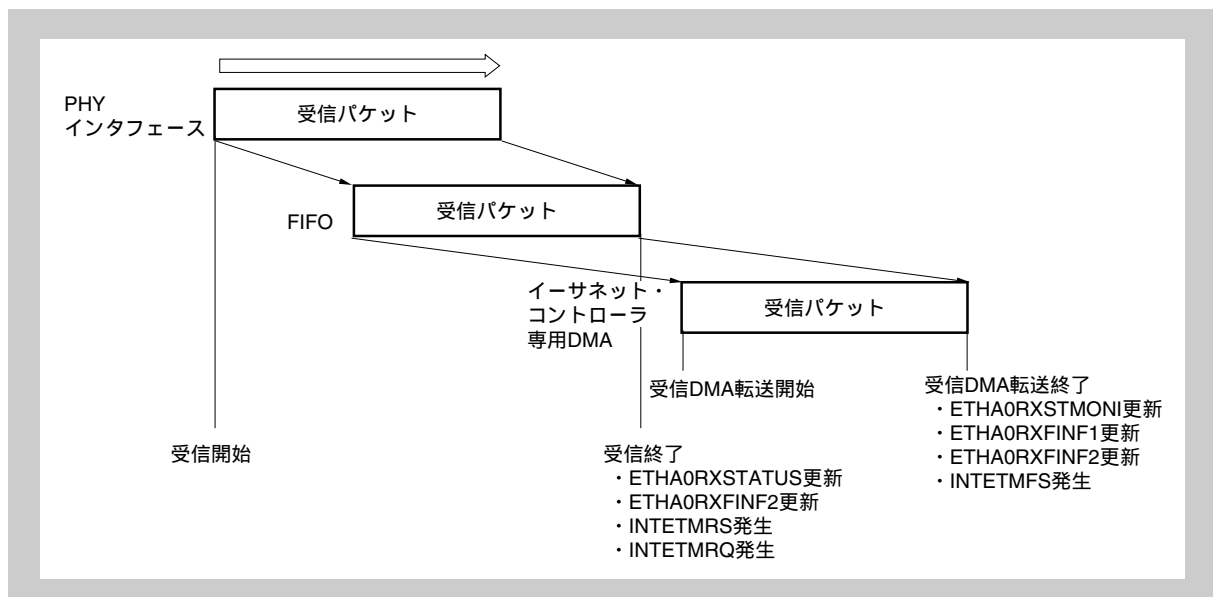 PHY
インタフェース
受信パケット
FIFO
受信パケット
イーサネット・
コントローラ
専用DMA
受信パケット
受信DMA転送開始
受信DMA転送終了
・ETHA0RXSTMONI更新
・ETHA0RXFINF1更新
・ETHA0RXFINF2更新
・INTETMFS発生
受信開始
受信終了
・ETHA0RXSTATUS更新
・ETHA0RXFINF2更新
・INTETMRS発生
・INTETMRQ発生